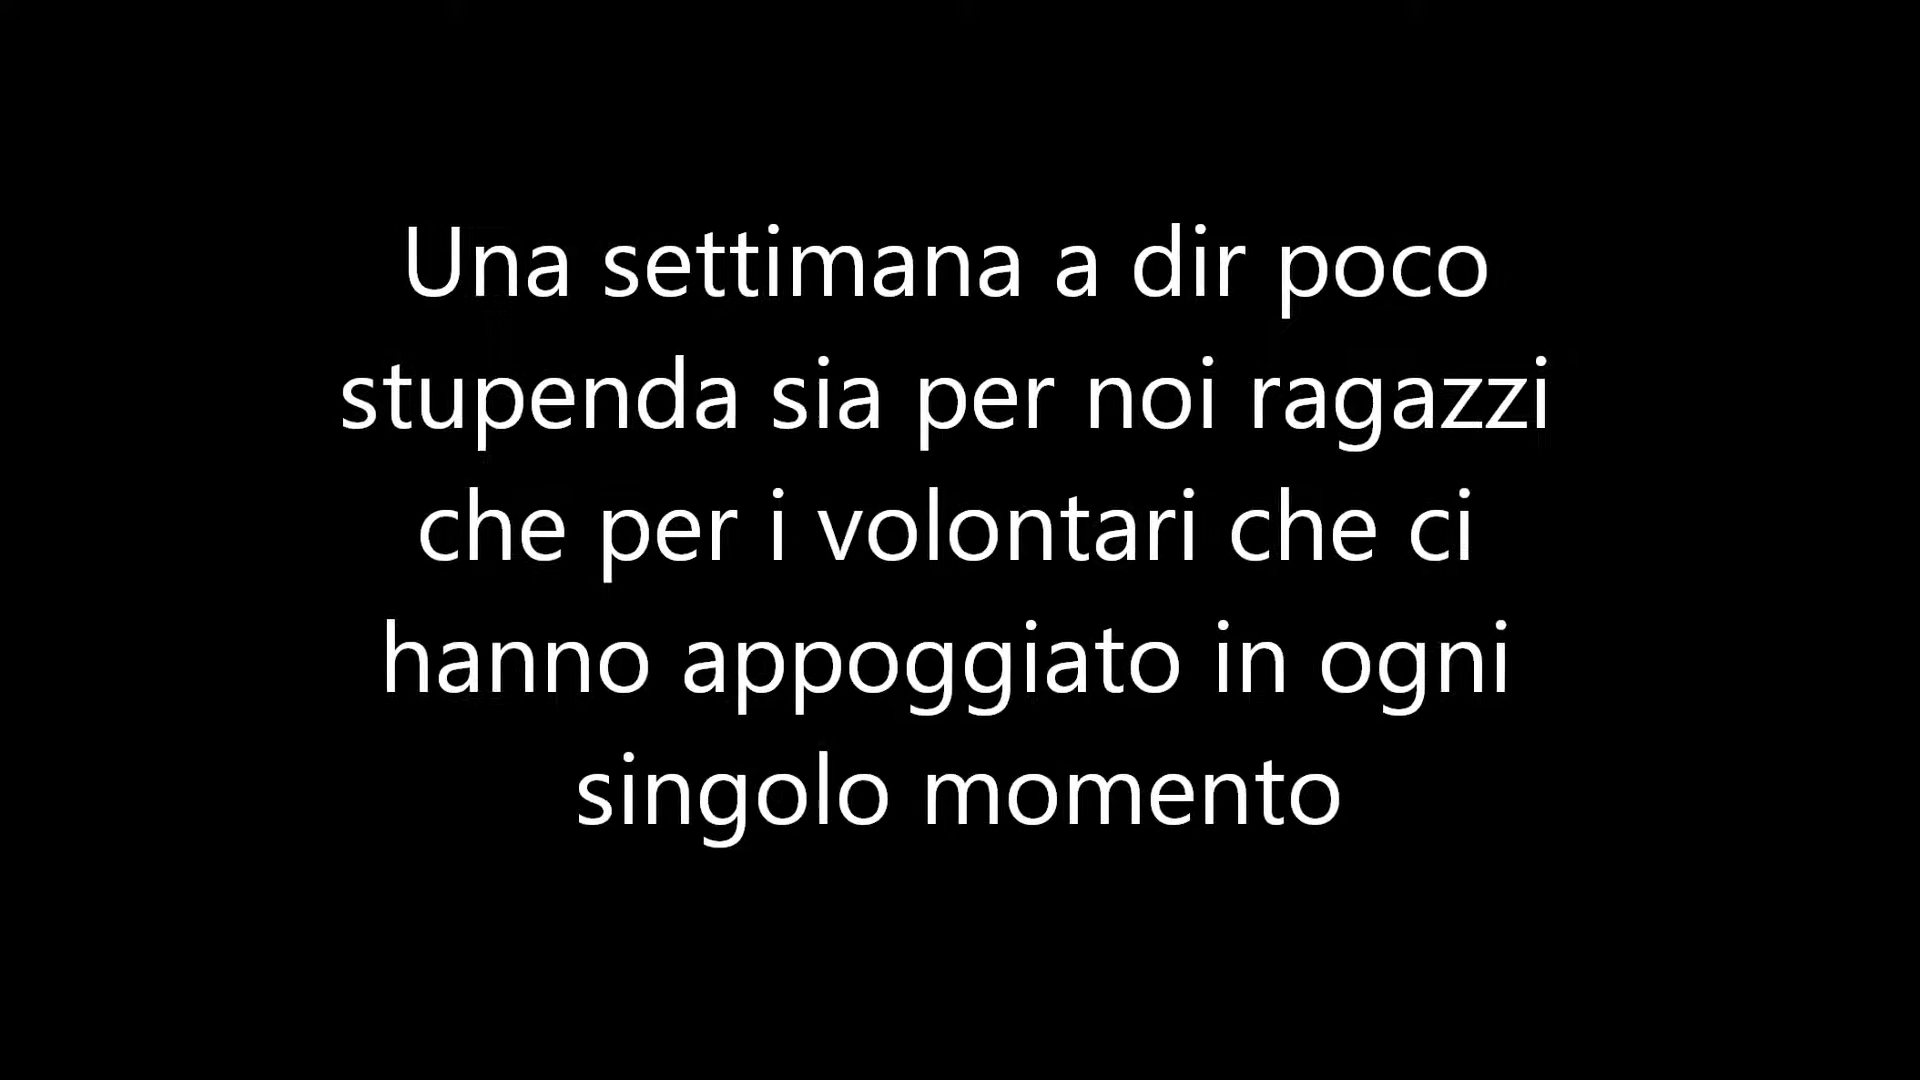 Una settimana a dir poco
stupenda sia per noi ragazzi
che per i volontari che ci
hanno appoggiato in ogni
singolo momento